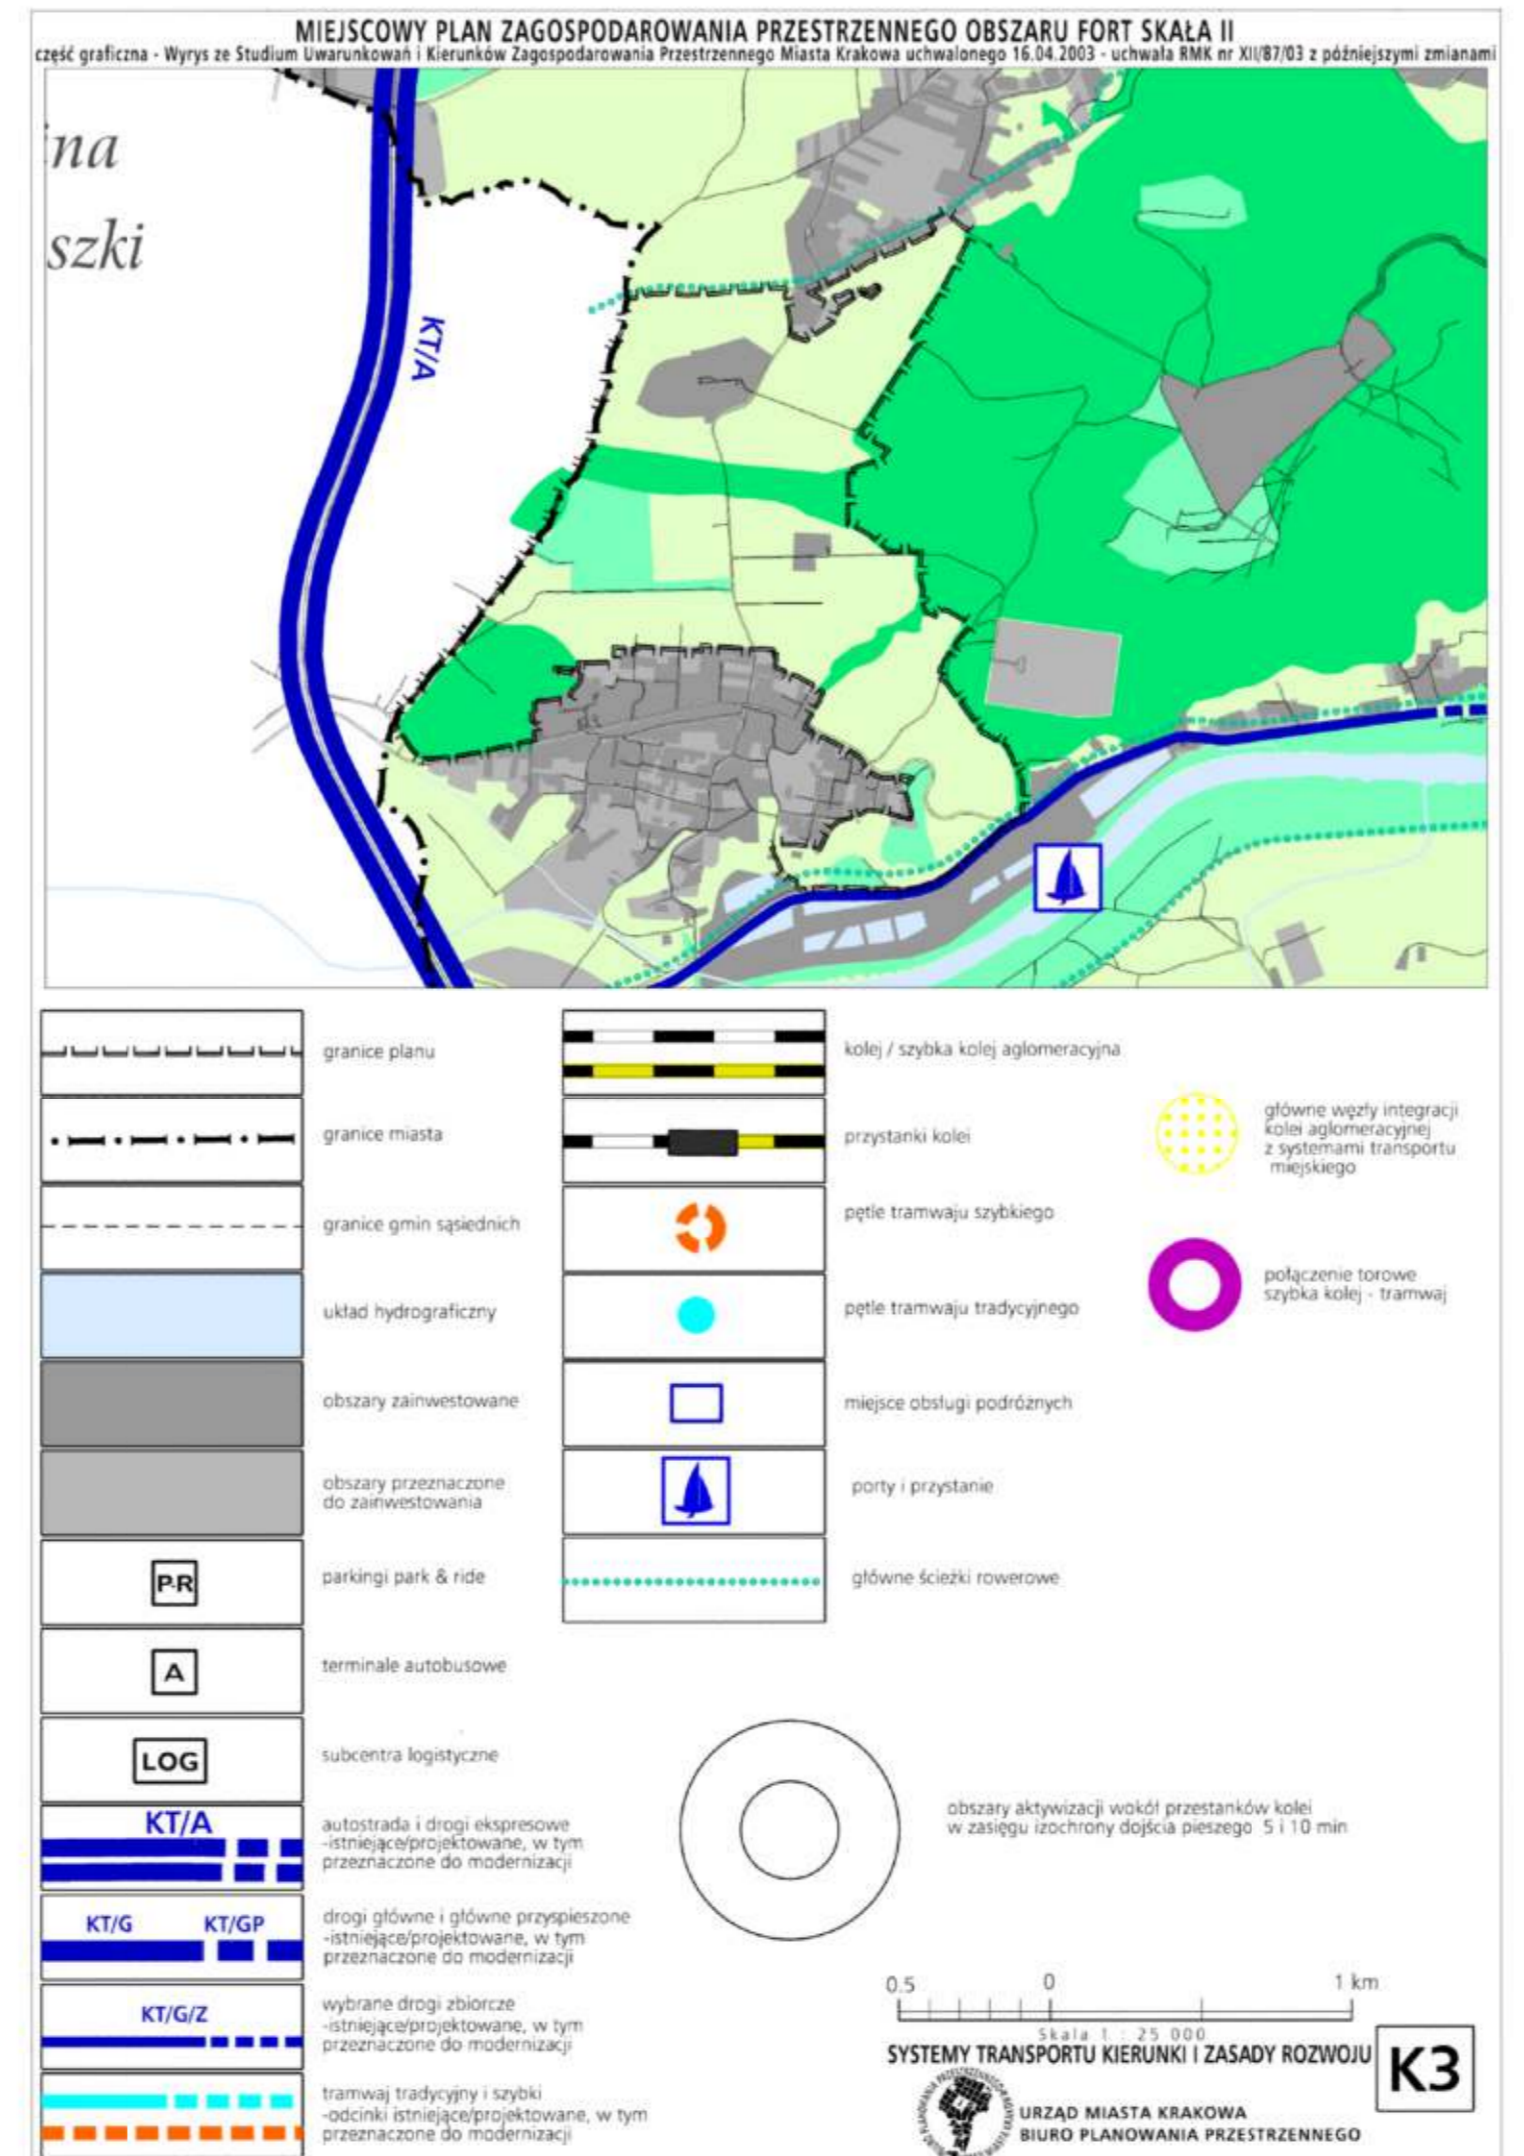 MIEJSCOWY PLAN ZAGOSPODAROWANIA PRZESTRZENNEGO OBSZARU FORT SKAŁA II
część graficzna - Wyrys ze Studium Uwarunkowań i Kierunków Zagospodarowania Przestrzennego Miasta Krakowa uchwalonego 16.04.2003 - uchwała RMK nr XII/87/03 z późniejszymi zmianami
ina
szki
KT/A
granice planu
granice miasta
granice gmin sąsiednich
układ hydrograficzny
obszary zainwestowane
obszary przeznaczone
do zainwestowania
P-R
parkingi park & ride
A
terminale autobusowe
LOG
subcentra logistyczne
KT/A
autostrada i drogi ekspresowe
-istniejące/projektowane, w tym
przeznaczone do modernizacji
KT/G KT/GP
drogi główne i główne przyspieszone
-istniejące/projektowane, w tym
przeznaczone do modernizacji
KT/G/Z
wybrane drogi zbiorcze
-istniejące/projektowane, w tym
przeznaczone do modernizacji
tramwaj tradycyjny i szybki
-odcinki istniejące/projektowane, w tym
przeznaczone do modernizacji
kolej / szybka kolej aglomeracyjna
przystanki kolei
pętle tramwaju szybkiego
pętle tramwaju tradycyjnego
miejsce obsługi podróżnych
porty i przystanie
główne ścieżki rowerowe
główne węzły integracji
kolei aglomeracyjnej
z systemami transportu
miejskiego
połączenie torowe
szybka kolej - tramwaj
obszary aktywizacji wokół przestanków kolei
w zasięgu izochrony dojścia pieszego 5 i 10 min
0.5 0 1 km
Skala 1 : 25 000
SYSTEMY TRANSPORTU KIERUNKI I ZASADY ROZWOJU
K3
URZĄD MIASTA KRAKOWA
BIURO PLANOWANIA PRZESTRZENNEGO